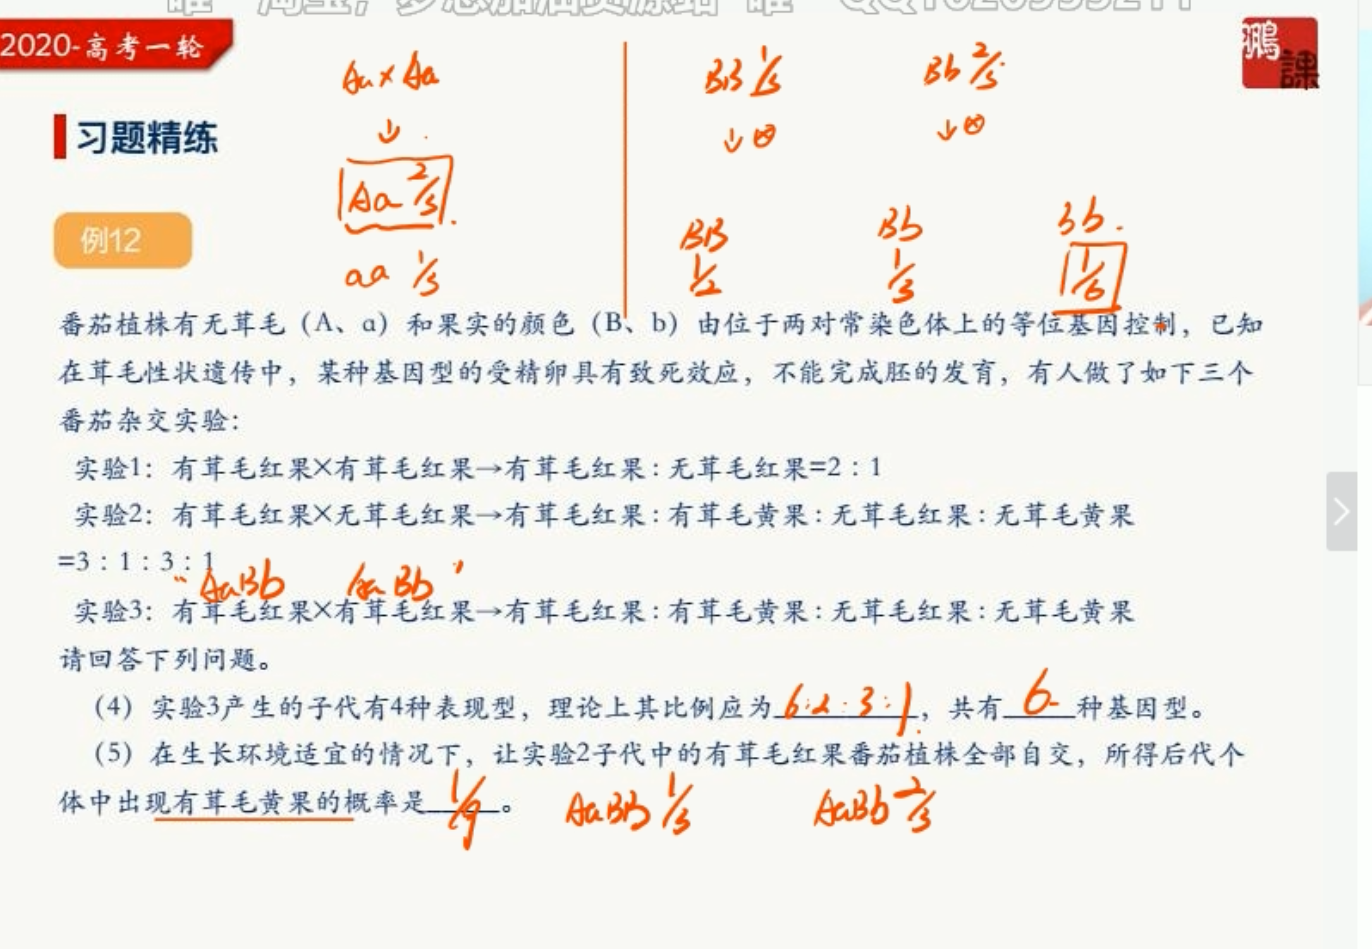 2020-高考一轮
鹏課
习题精练
例12
Aa × Aa
↓
Aa 2/3
aa 1/3
BB 1/3 Bb 2/3
↓⊗ ↓⊗
BB Bb bb
1/2 1/3 1/6
番茄植株有无茸毛（A、a）和果实的颜色（B、b）由位于两对常染色体上的等位基因控制，已知
在茸毛性状遗传中，某种基因型的受精卵具有致死效应，不能完成胚的发育，有人做了如下三个
番茄杂交实验：
实验1：有茸毛红果×有茸毛红果→有茸毛红果：无茸毛红果=2：1
实验2：有茸毛红果×无茸毛红果→有茸毛红果：有茸毛黄果：无茸毛红果：无茸毛黄果
=3：1：3：1
AaBb AaBb
实验3：有茸毛红果×有茸毛红果→有茸毛红果：有茸毛黄果：无茸毛红果：无茸毛黄果
请回答下列问题。
（4）实验3产生的子代有4种表现型，理论上其比例应为6:2:3:1，共有6种基因型。
（5）在生长环境适宜的情况下，让实验2子代中的有茸毛红果番茄植株全部自交，所得后代个
体中出现有茸毛黄果的概率是1/9。 AaBB 1/3 AaBb 2/3